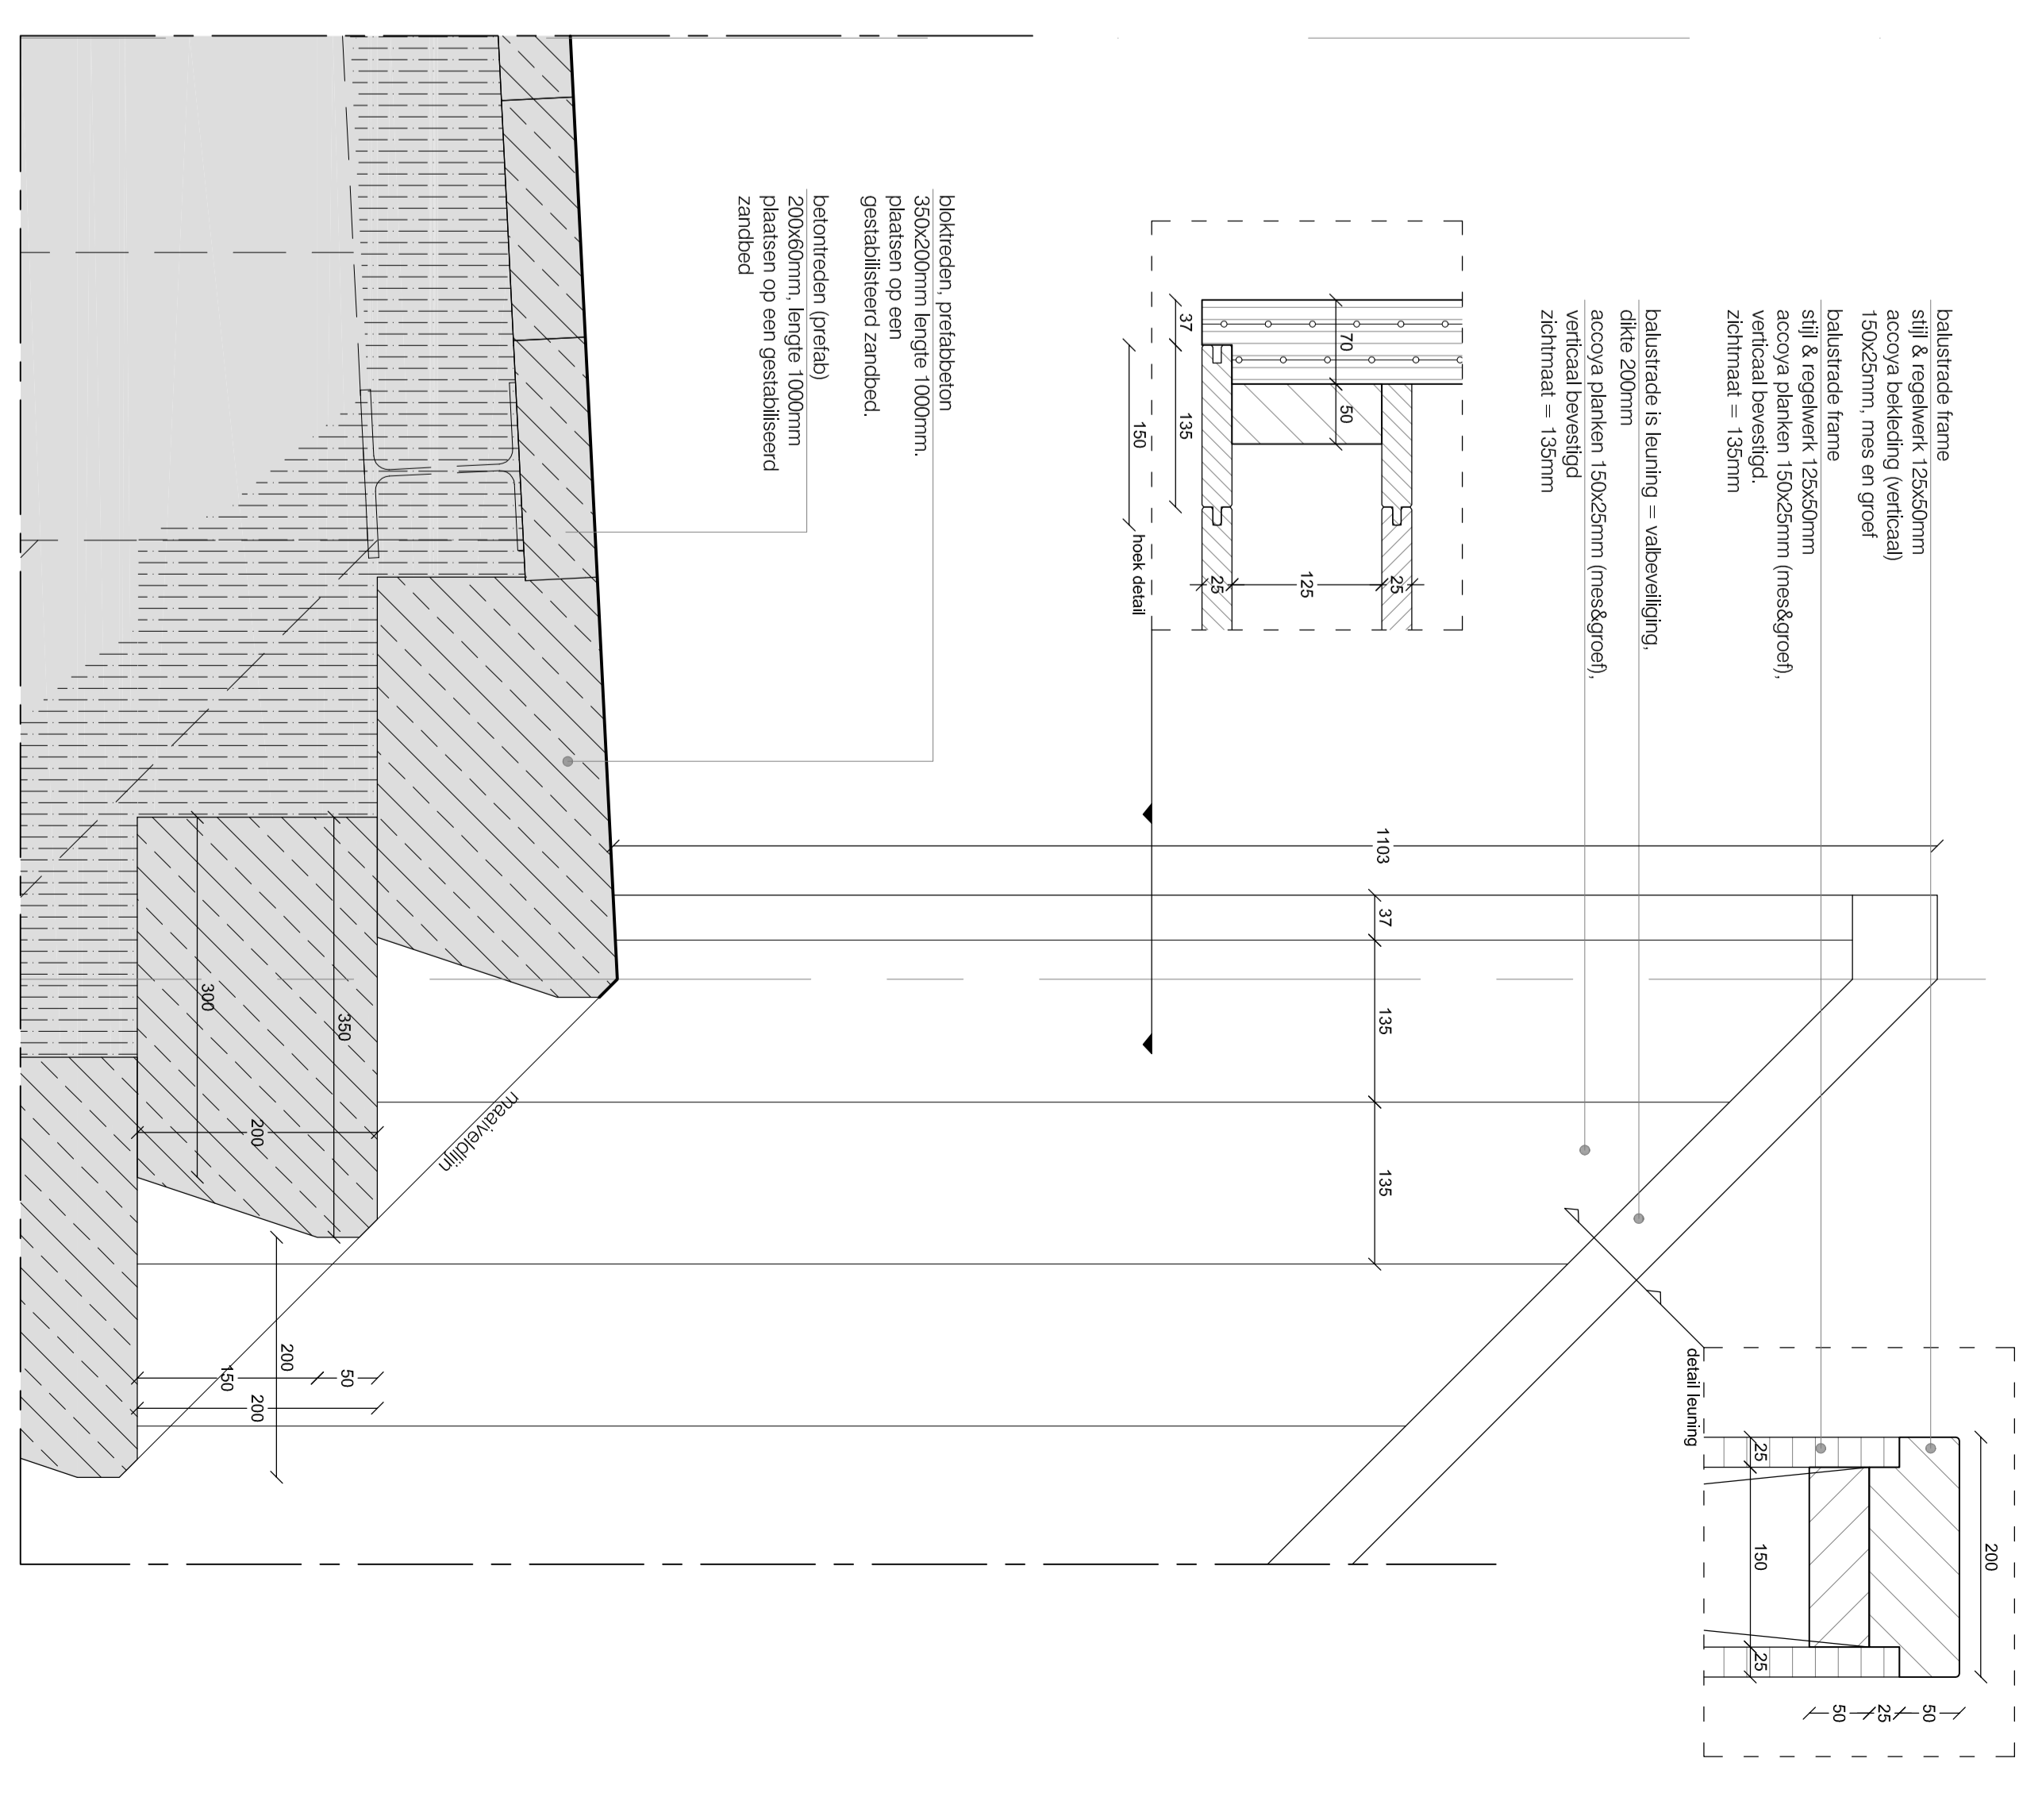 balustrade frame
stijl & regelwerk 125x50mm
accoya bekleding (verticaal)
150x25mm, mes en groef
balustrade frame
stijl & regelwerk 125x50mm
accoya planken 150x25mm (mes&groef),
verticaal bevestigd.
zichtmaat = 135mm
balustrade is leuning = valbeveiliging,
dikte 200mm
accoya planken 150x25mm (mes&groef),
verticaal bevestigd
zichtmaat = 135mm
37
70
50
135
150
25
125
25
hoek detail
bloktreden, prefabbeton
350x200mm lengte 1000mm.
plaatsen op een
gestabilisteerd zandbed.
betontreden (prefab)
200x60mm, lengte 1000mm
plaatsen op een gestabiliseerd
zandbed
1103
37
135
135
200
25
150
25
50
25
50
detail leuning
maaiveldlijn
350
300
200
200
50
150
200